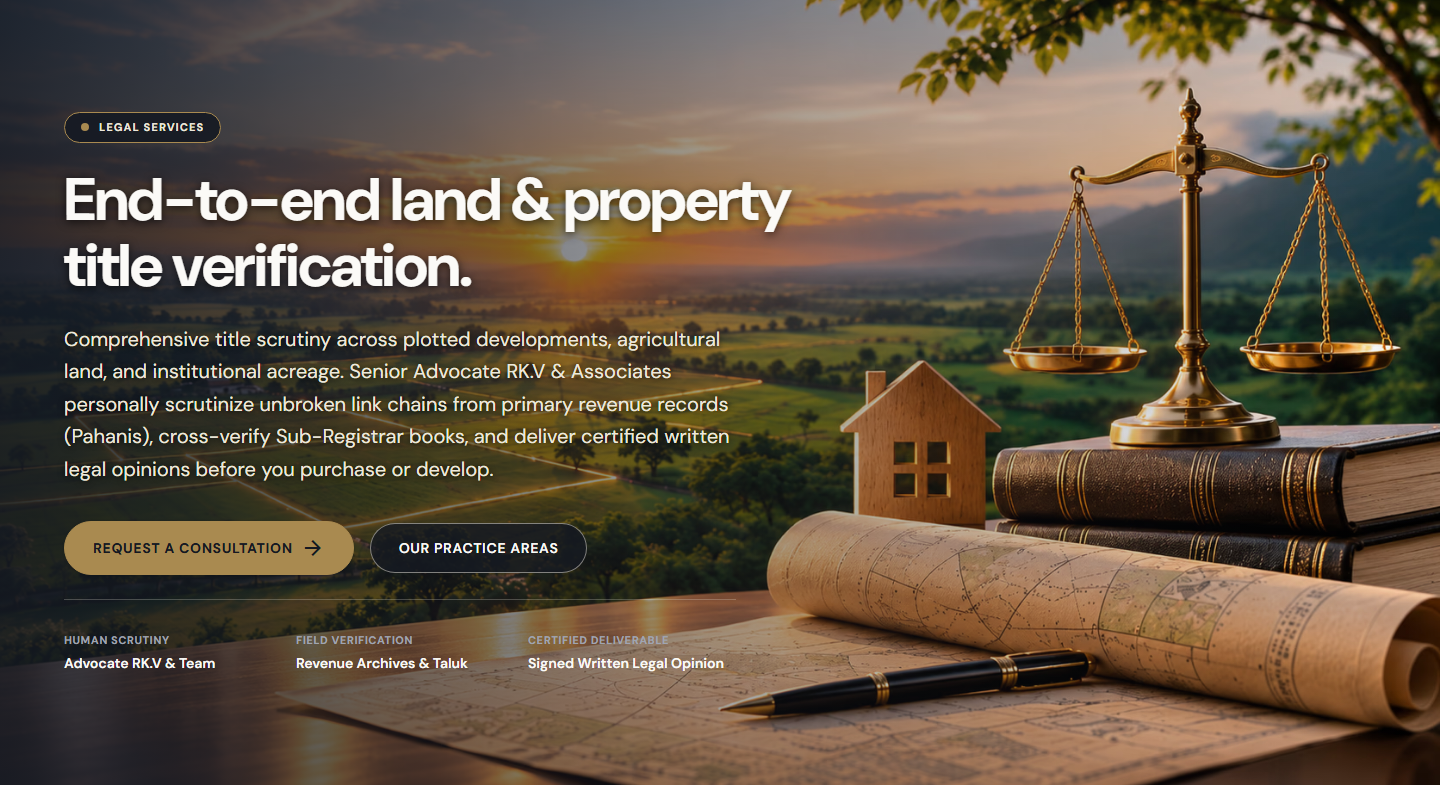 LEGAL SERVICES
End-to-end land & property
title verification.
Comprehensive title scrutiny across plotted developments, agricultural
land, and institutional acreage. Senior Advocate RK.V & Associates
personally scrutinize unbroken link chains from primary revenue records
(Pahanis), cross-verify Sub-Registrar books, and deliver certified written
legal opinions before you purchase or develop.
REQUEST A CONSULTATION →
OUR PRACTICE AREAS
HUMAN SCRUTINY
Advocate RK.V & Team
FIELD VERIFICATION
Revenue Archives & Taluk
CERTIFIED DELIVERABLE
Signed Written Legal Opinion